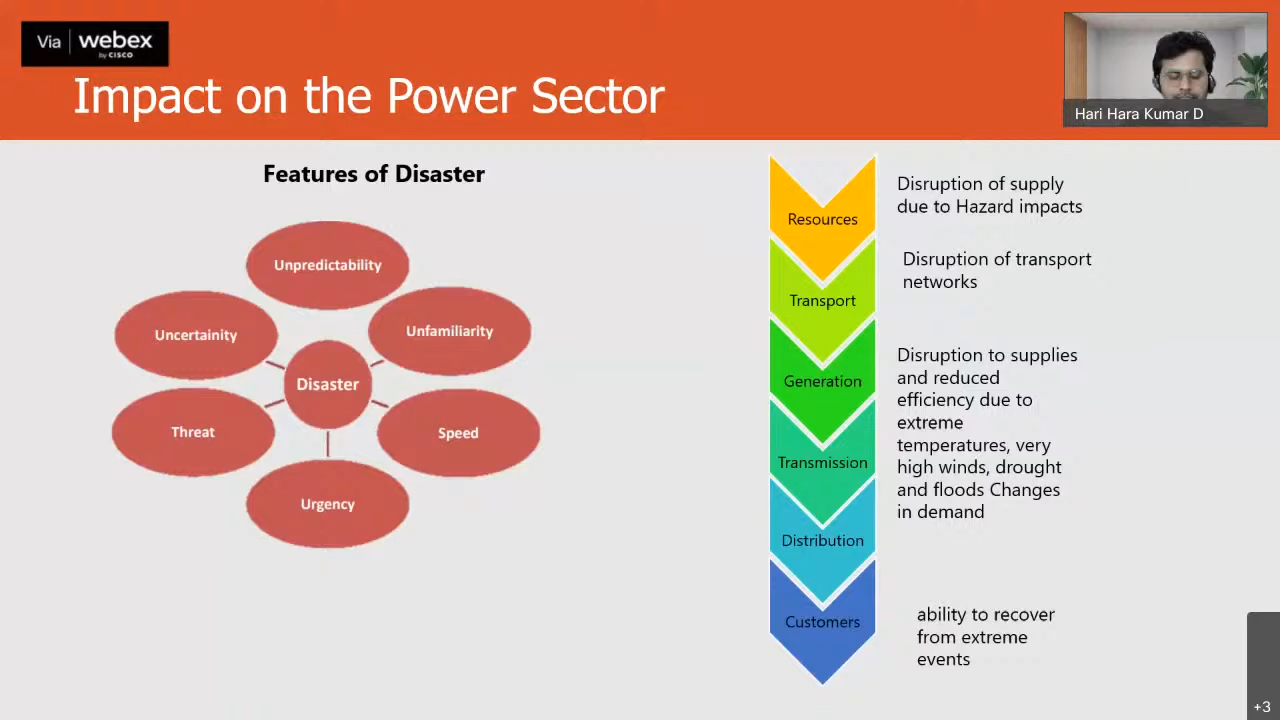 Via webex
by CISCO
Impact on the Power Sector
Hari Hara Kumar D
Features of Disaster
Unpredictability
Uncertainity
Unfamiliarity
Disaster
Threat
Speed
Urgency
Resources
Disruption of supply
due to Hazard impacts
Transport
Disruption of transport
networks
Generation
Transmission
Distribution
Disruption to supplies
and reduced
efficiency due to
extreme
temperatures, very
high winds, drought
and floods Changes
in demand
Customers
ability to recover
from extreme
events
+3